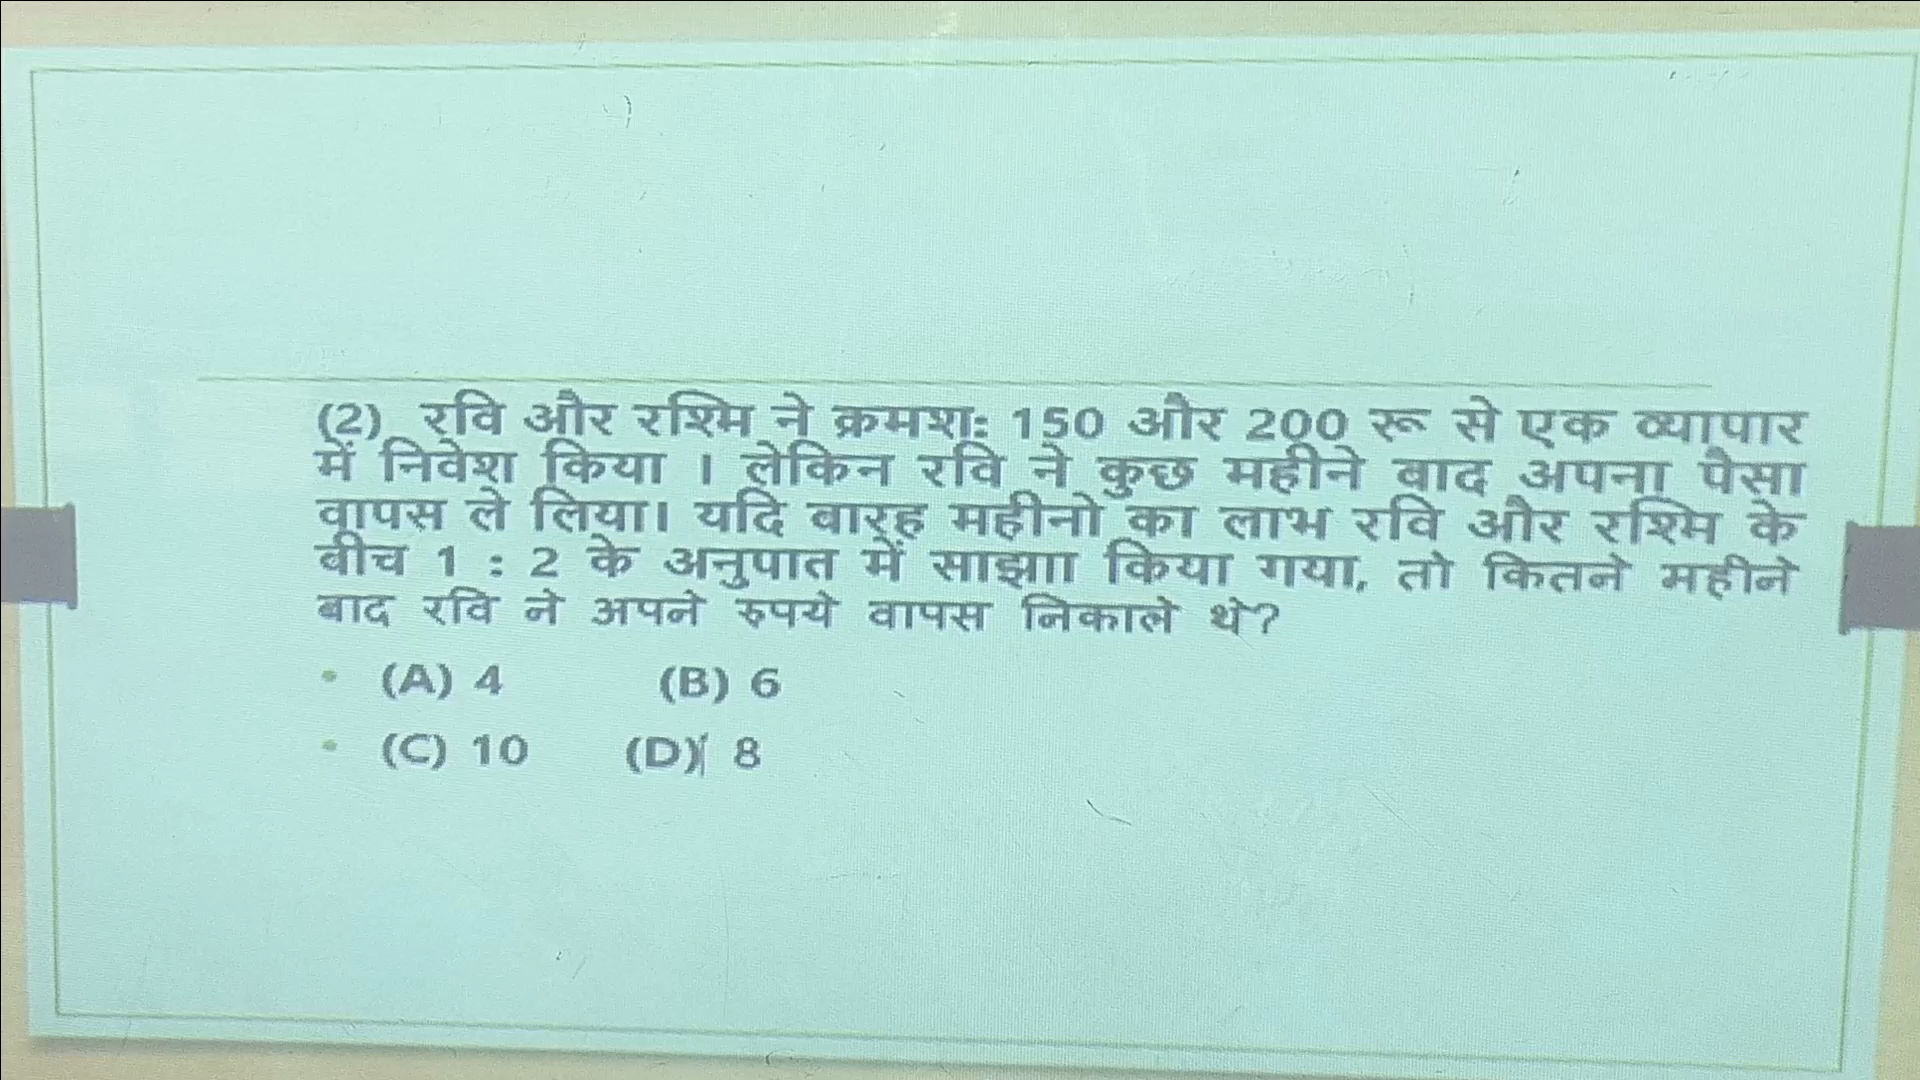 (2) रवि और रश्मि ने क्रमशः 150 और 200 रू से एक व्यापार
में निवेश किया । लेकिन रवि ने कुछ महीने बाद अपना पैसा
वापस ले लिया। यदि बारह महीनो का लाभ रवि और रश्मि के
बीच 1 : 2 के अनुपात में साझाा किया गया, तो कितने महीने
बाद रवि ने अपने रुपये वापस निकाले थे?
• (A) 4 (B) 6
• (C) 10 (D) 8